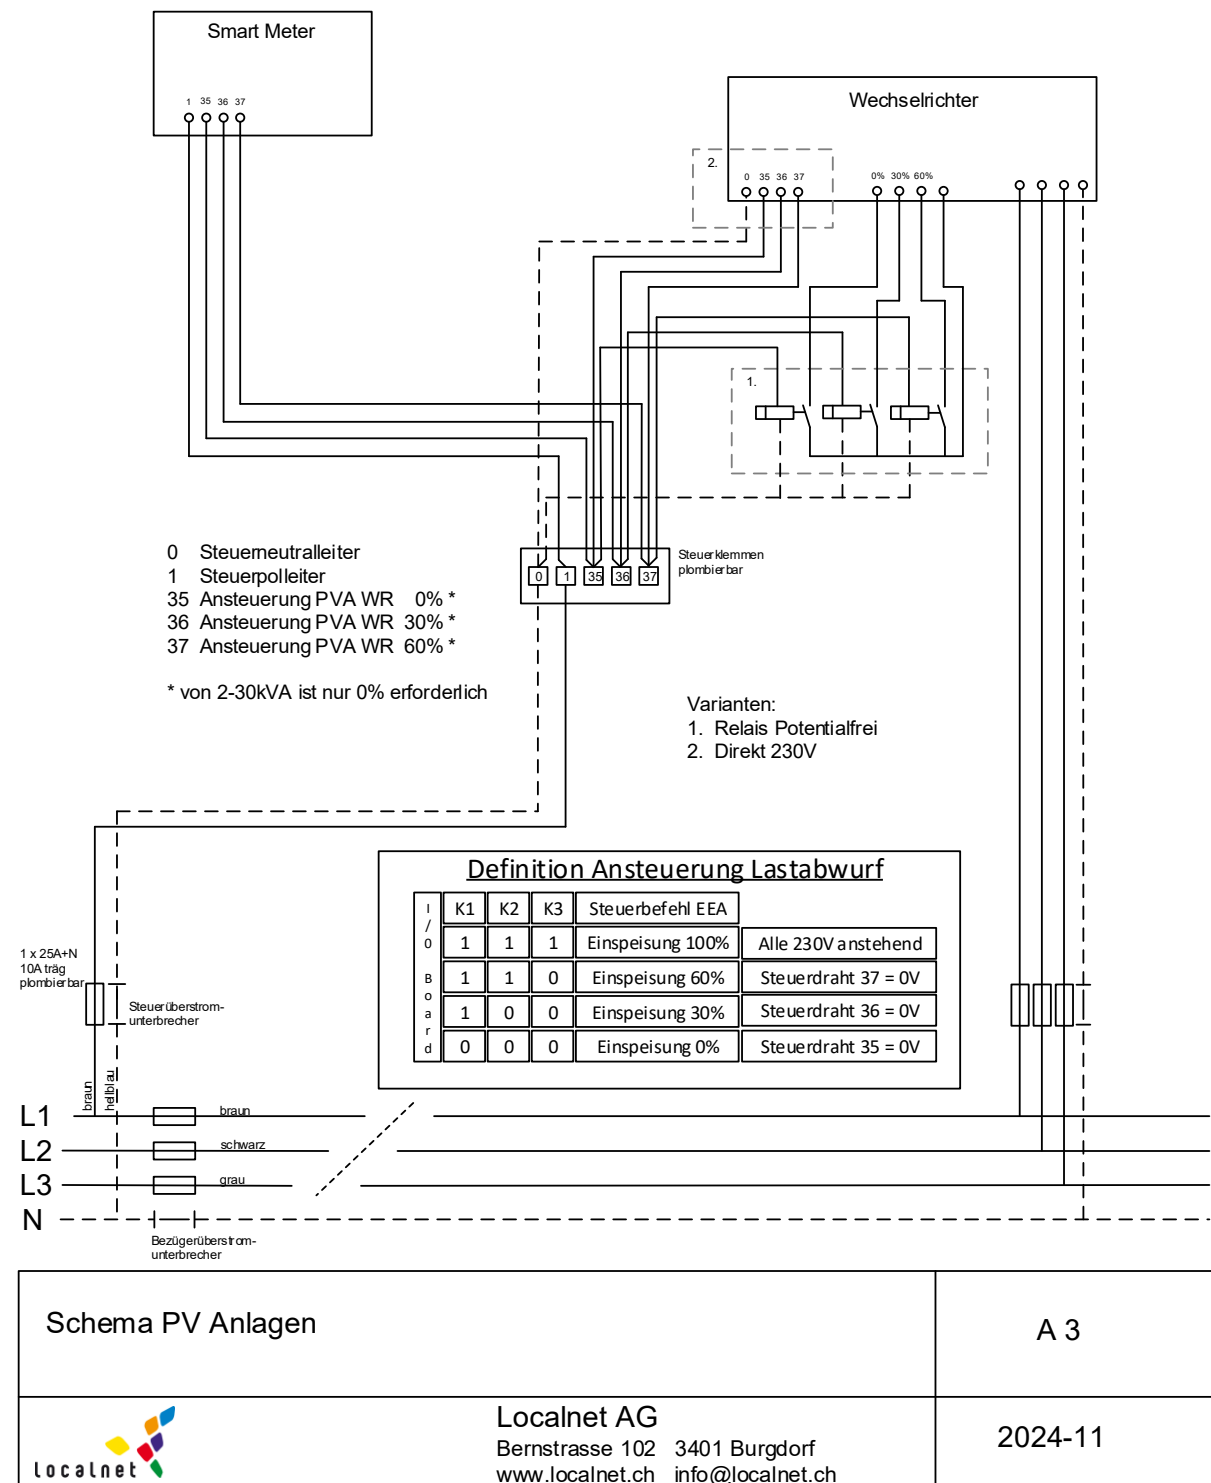 Smart Meter
1 35 36 37
Wechselrichter
2.
0 35 36 37
0% 30% 60%
1.
0 Steuerneutralleiter
1 Steuerpolleiter
35 Ansteuerung PVA WR 0% *
36 Ansteuerung PVA WR 30% *
37 Ansteuerung PVA WR 60% *
* von 2-30kVA ist nur 0% erforderlich
0 1 35 36 37
Steuerklemmen
plombierbar
Varianten:
1. Relais Potentialfrei
2. Direkt 230V
Definition Ansteuerung Lastabwurf
I/0 Board
K1 K2 K3 Steuerbefehl EEA
1 1 1 Einspeisung 100% Alle 230V anstehend
1 1 0 Einspeisung 60% Steuerdraht 37 = 0V
1 0 0 Einspeisung 30% Steuerdraht 36 = 0V
0 0 0 Einspeisung 0% Steuerdraht 35 = 0V
1 x 25A+N
10A träg
plombierbar
Steuerüberstrom-
unterbrecher
braun
hellblau
L1 braun
L2 schwarz
L3 grau
N
Bezügerüberstrom-
unterbrecher
Schema PV Anlagen
A 3
Localnet
Localnet AG
Bernstrasse 102 3401 Burgdorf
www.localnet.ch info@localnet.ch
2024-11